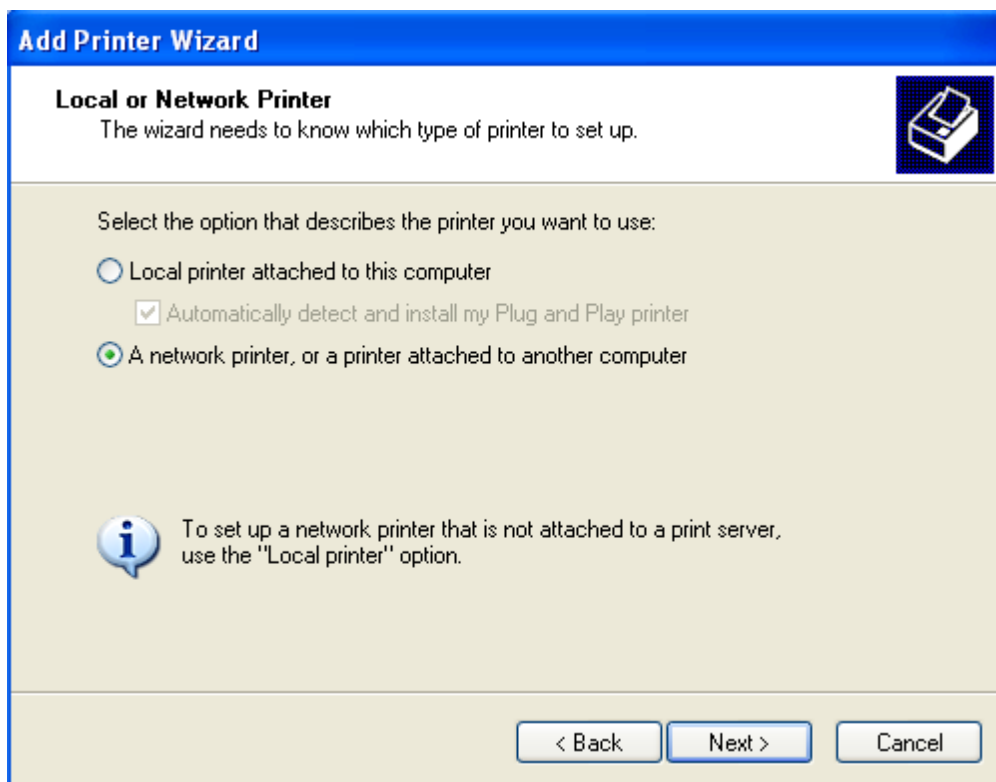 Add Printer Wizard
Local or Network Printer
The wizard needs to know which type of printer to set up.
Select the option that describes the printer you want to use:
Local printer attached to this computer
Automatically detect and install my Plug and Play printer
A network printer, or a printer attached to another computer
To set up a network printer that is not attached to a print server,
use the "Local printer" option.
< Back
Next >
Cancel